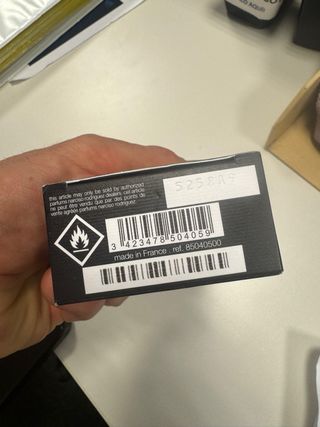 this article may only be sold by authorized
parfums narciso rodriguez dealers. cet article
ne peut être vendu que par des points de
vente agréés parfums narciso rodriguez
3 423478 504059
made in France . ref. 85040500